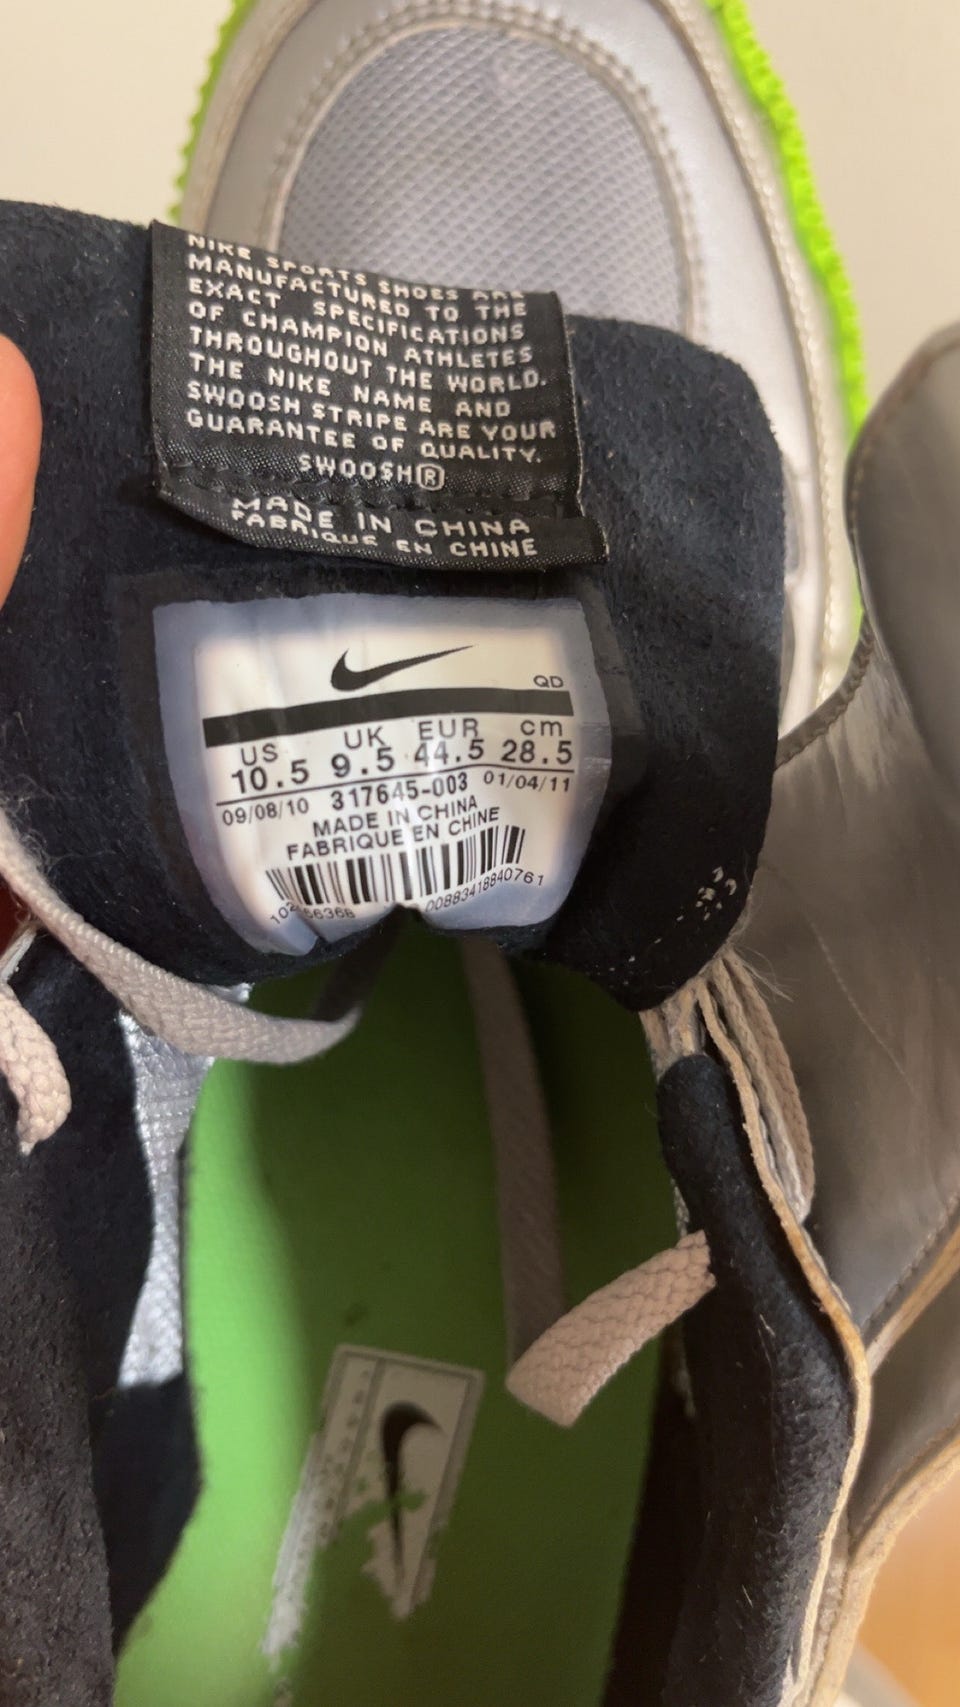 NIKE SPORTS SHOES ARE
MANUFACTURED TO THE
EXACT SPECIFICATIONS
OF CHAMPION ATHLETES
THROUGHOUT THE WORLD.
THE NIKE NAME AND
SWOOSH STRIPE ARE YOUR
GUARANTEE OF QUALITY.
SWOOSH®
MADE IN CHINA
FABRIQUE EN CHINE
QD
US UK EUR cm
10.5 9.5 44.5 28.5
09/08/10 317645-003 01/04/11
MADE IN CHINA
FABRIQUE EN CHINE
00883418840761